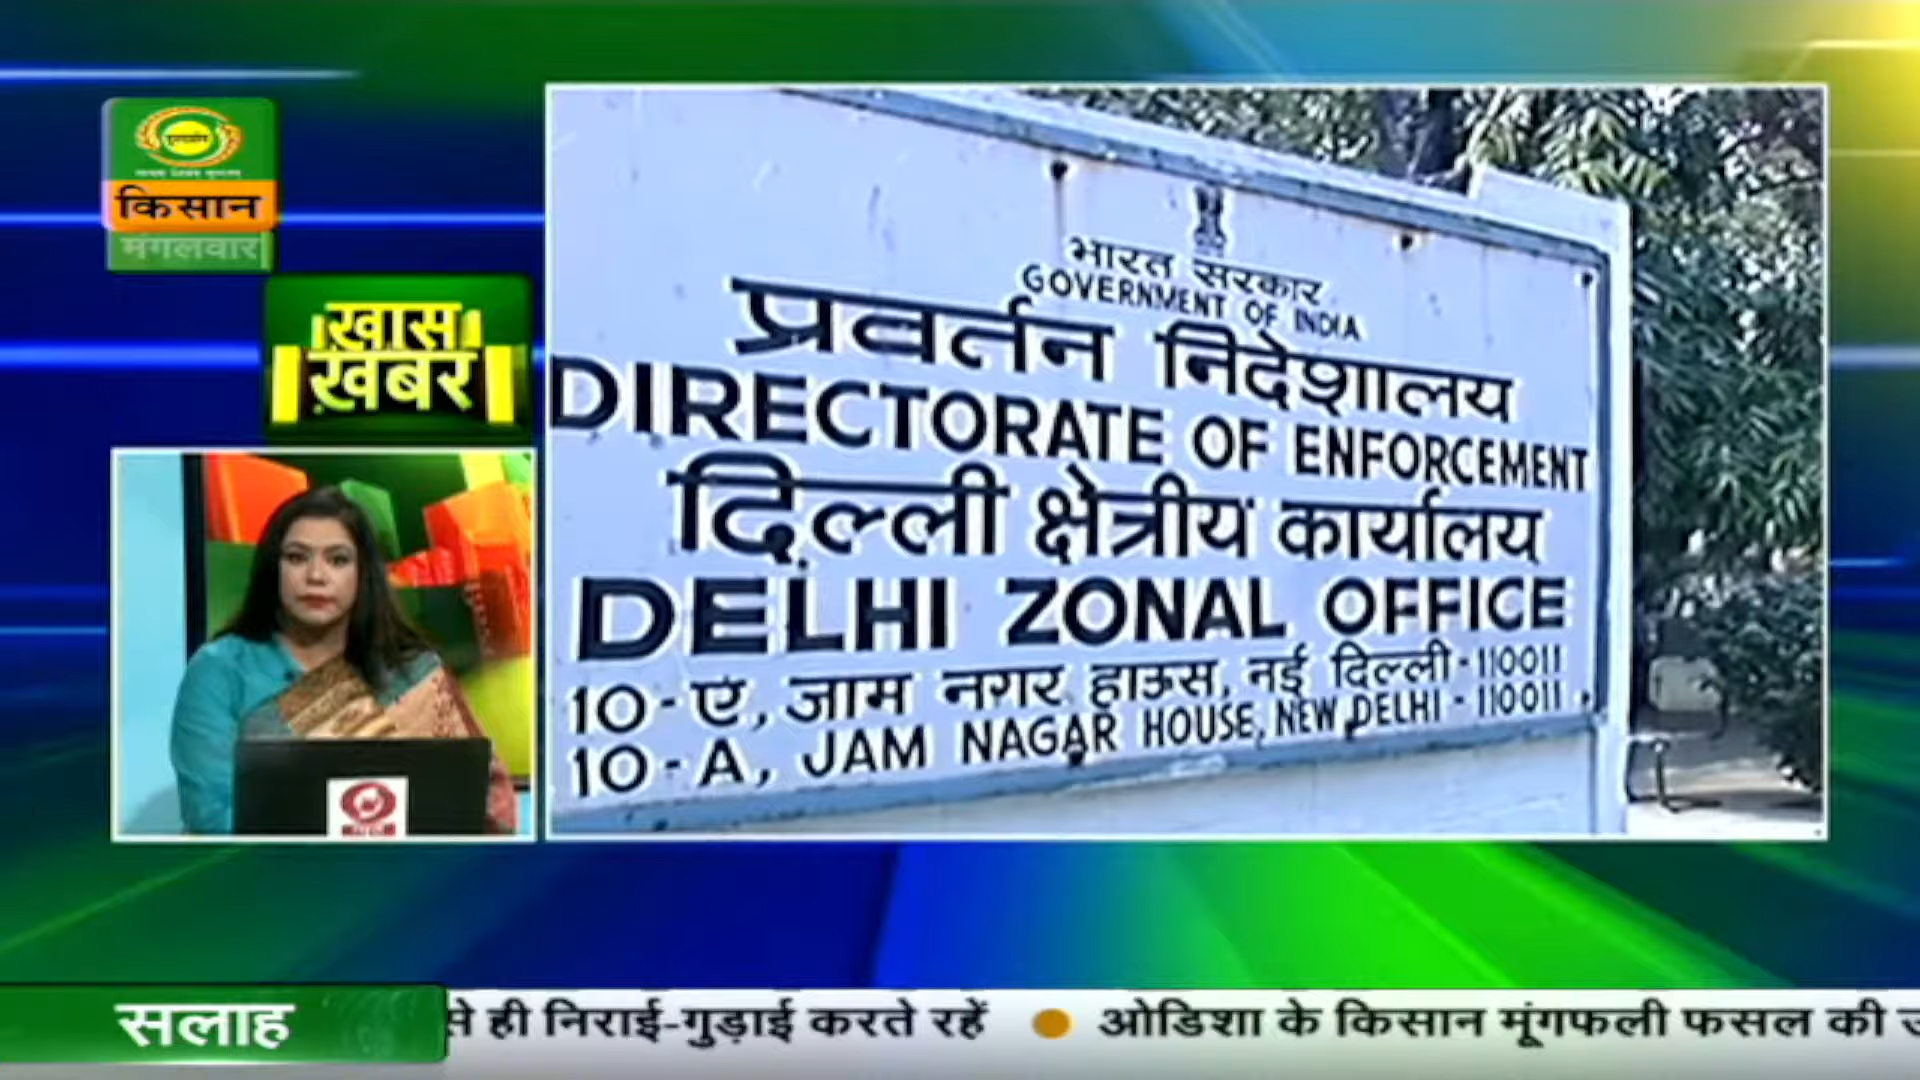 किसान
मंगलवार
ख़ास
ख़बर
भारत सरकार
GOVERNMENT OF INDIA
प्रवर्तन निदेशालय
DIRECTORATE OF ENFORCEMENT
दिल्ली क्षेत्रीय कार्यालय
DELHI ZONAL OFFICE
10-ए, जाम नगर हाऊस, नई दिल्ली-110011
10-A, JAM NAGAR HOUSE, NEW DELHI - 110011
सलाह
से ही निराई-गुड़ाई करते रहें
ओडिशा के किसान मूंगफली फसल की